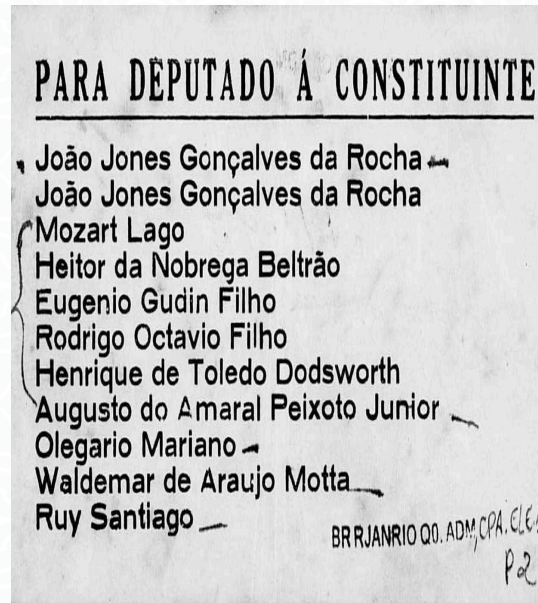 PARA DEPUTADO Á CONSTITUINTE
João Jones Gonçalves da Rocha
João Jones Gonçalves da Rocha
Mozart Lago
Heitor da Nobrega Beltrão
Eugenio Gudin Filho
Rodrigo Octavio Filho
Henrique de Toledo Dodsworth
Augusto do Amaral Peixoto Junior
Olegario Mariano
Waldemar de Araujo Motta
Ruy Santiago
BR RJANRIO Q0. ADM, CPA. ELE
P2